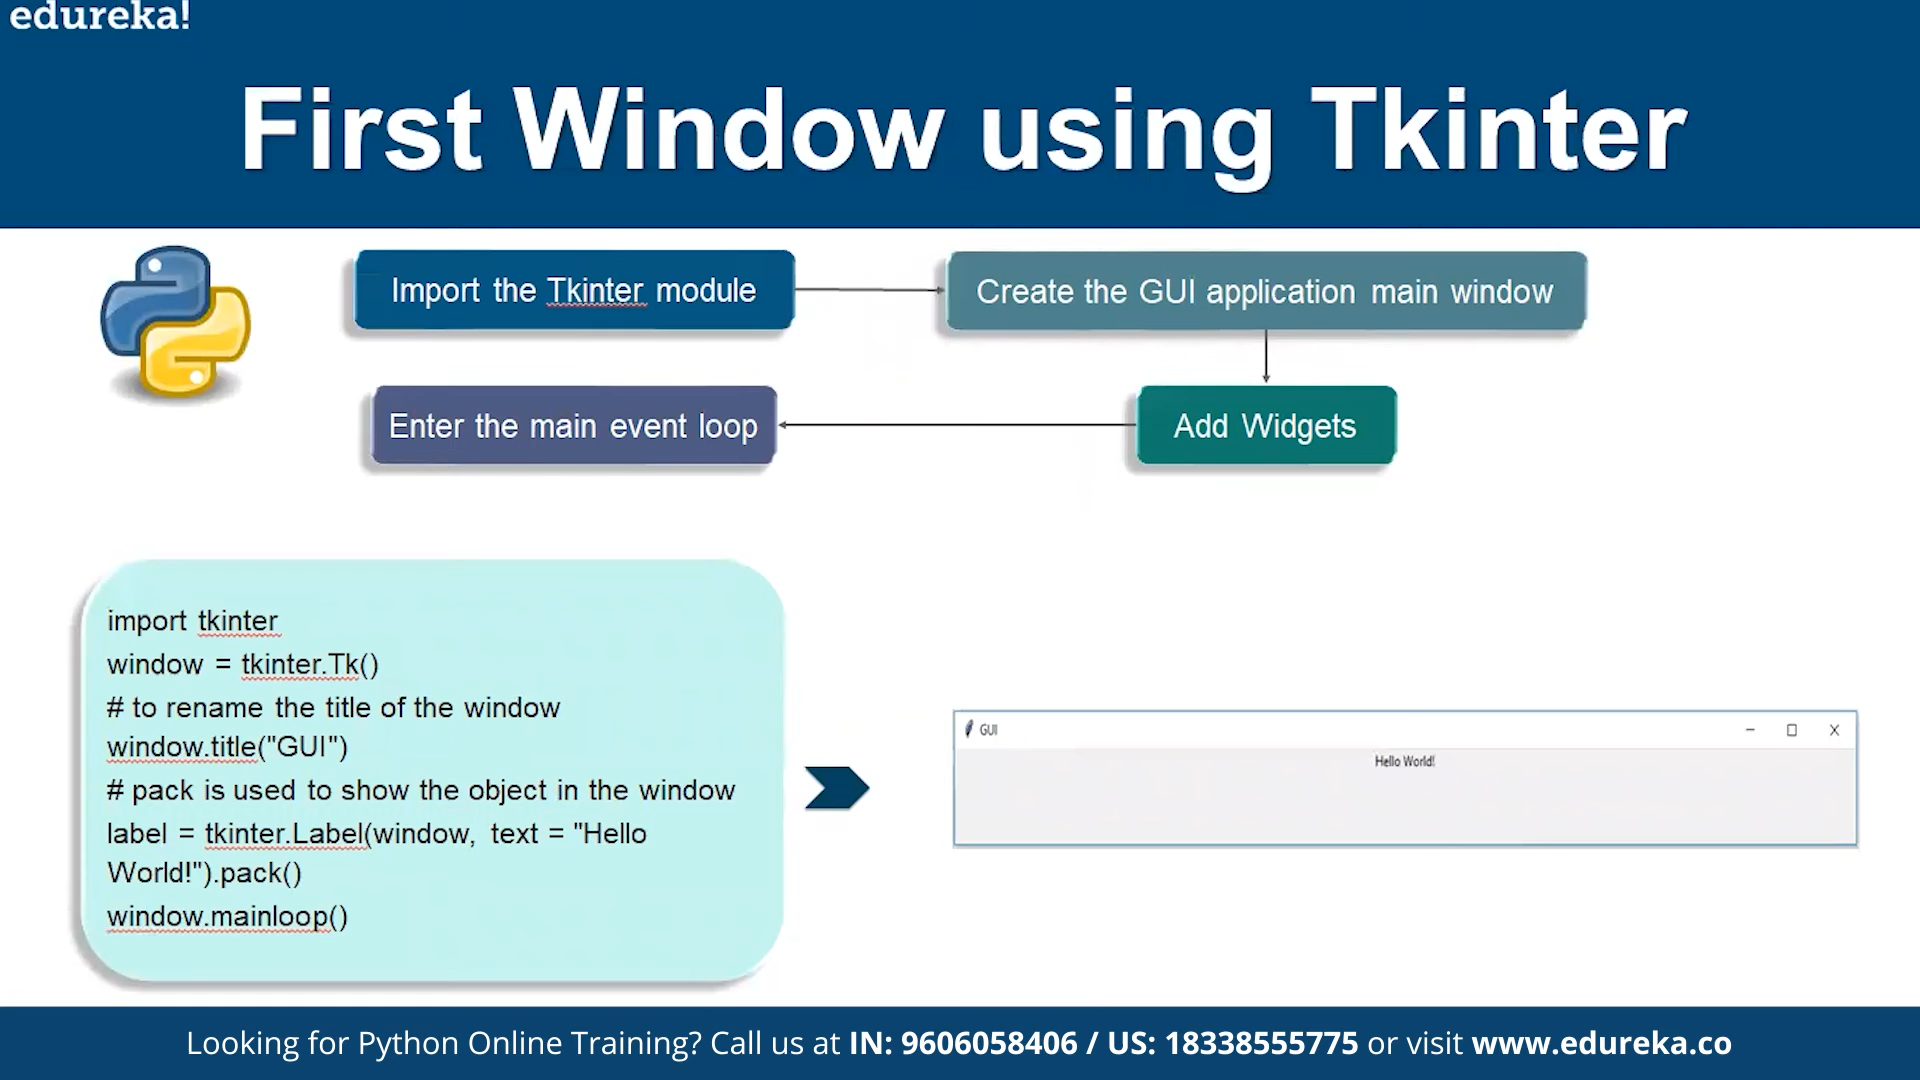 edureka!
First Window using Tkinter
Import the Tkinter module
Create the GUI application main window
Enter the main event loop
Add Widgets
import tkinter
window = tkinter.Tk()
# to rename the title of the window
window.title("GUI")
# pack is used to show the object in the window
label = tkinter.Label(window, text = "Hello
World!").pack()
window.mainloop()
GUI
Hello World!
Looking for Python Online Training? Call us at IN: 9606058406 / US: 18338555775 or visit www.edureka.co